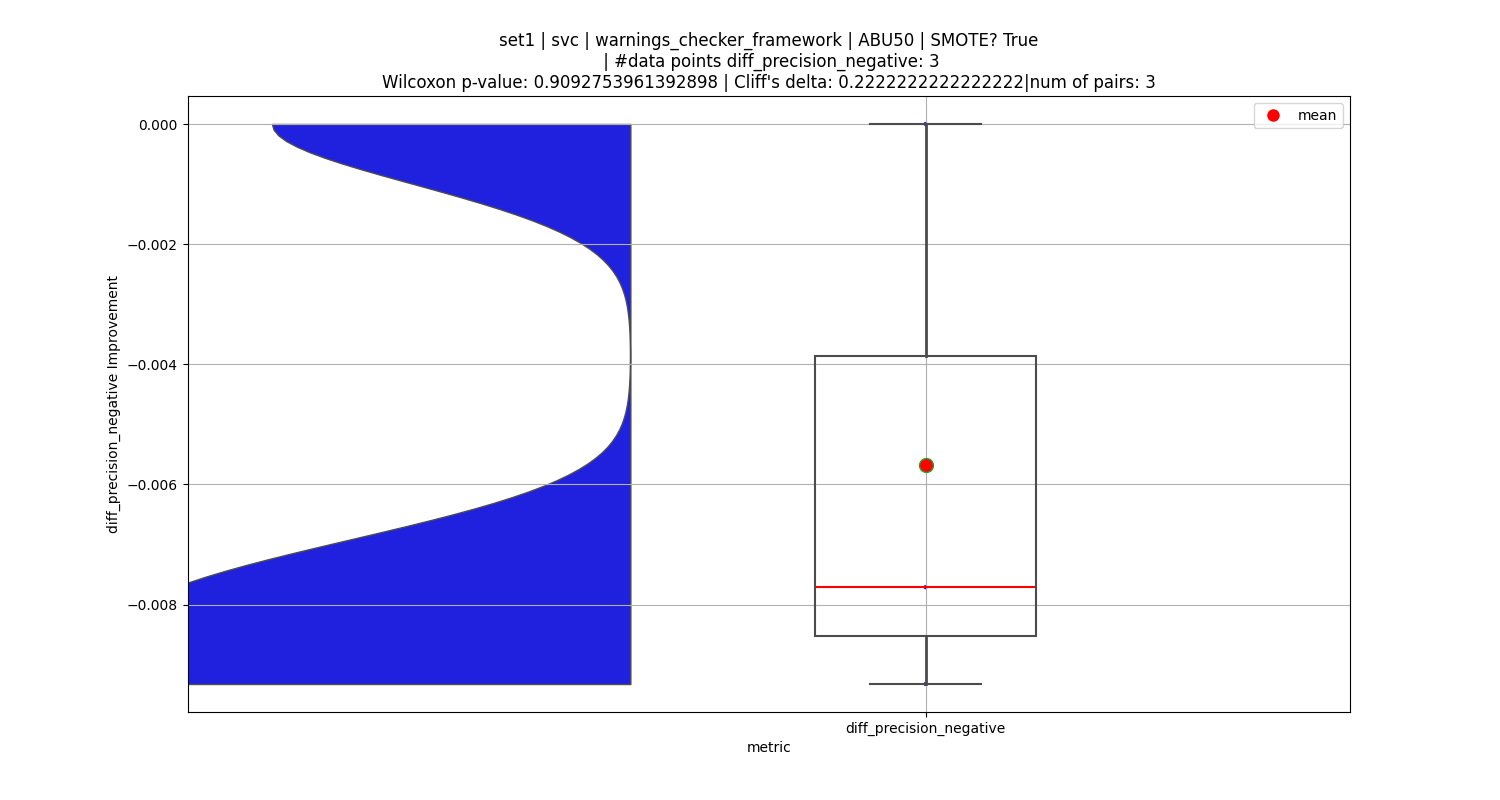 set1 | svc | warnings_checker_framework | ABU50 | SMOTE? True
| #data points diff_precision_negative: 3
Wilcoxon p-value: 0.9092753961392898 | Cliff's delta: 0.2222222222222222|num of pairs: 3
mean
0.000
−0.002
−0.004
−0.006
−0.008
diff_precision_negative Improvement
diff_precision_negative
metric